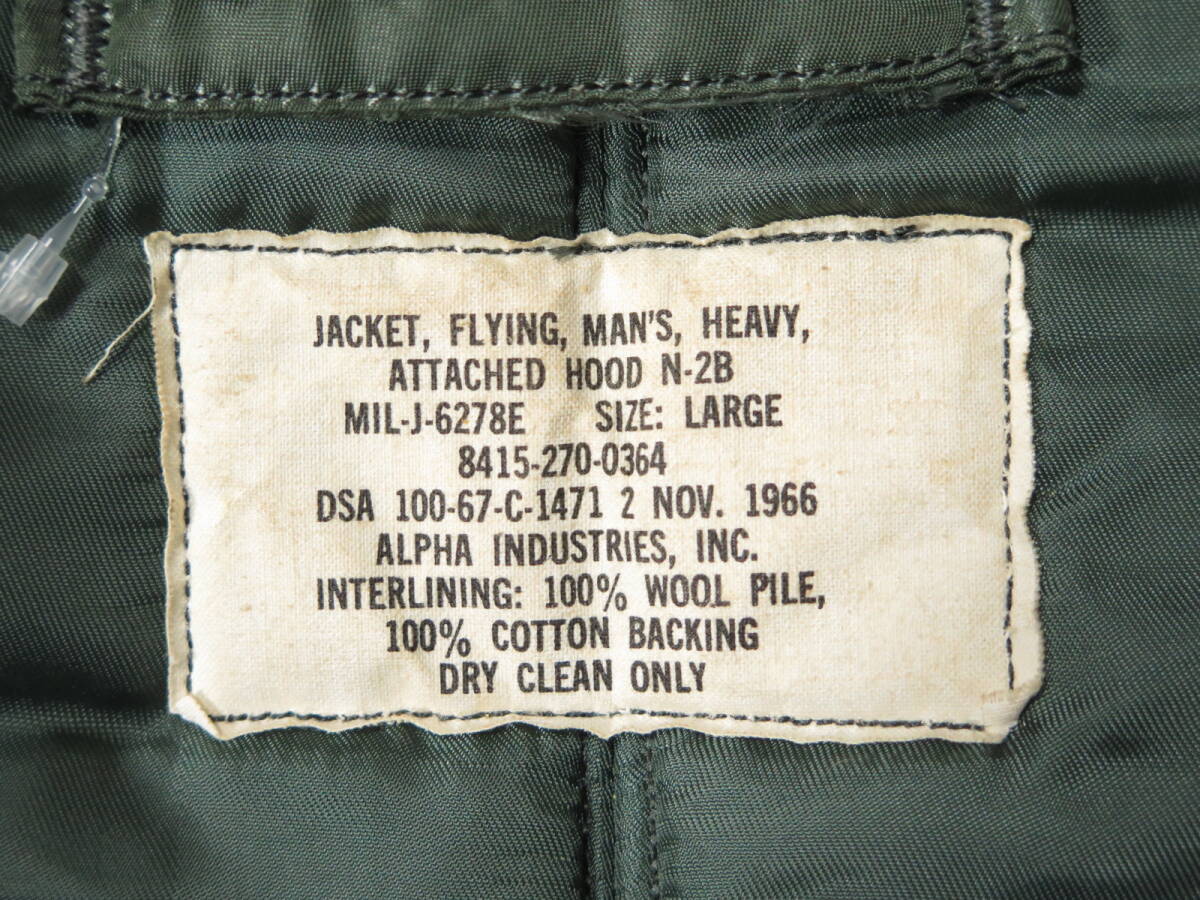 JACKET, FLYING, MAN'S, HEAVY,
ATTACHED HOOD N-2B
MIL-J-6278E SIZE: LARGE
8415-270-0364
DSA 100-67-C-1471 2 NOV. 1966
ALPHA INDUSTRIES, INC.
INTERLINING: 100% WOOL PILE,
100% COTTON BACKING
DRY CLEAN ONLY